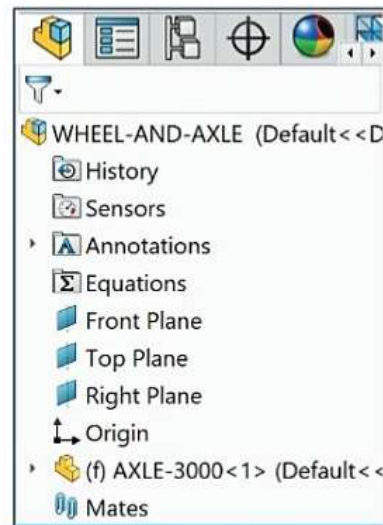 WHEEL-AND-AXLE (Default<<D
History
Sensors
Annotations
Equations
Front Plane
Top Plane
Right Plane
Origin
(f) AXLE-3000<1> (Default<<
Mates